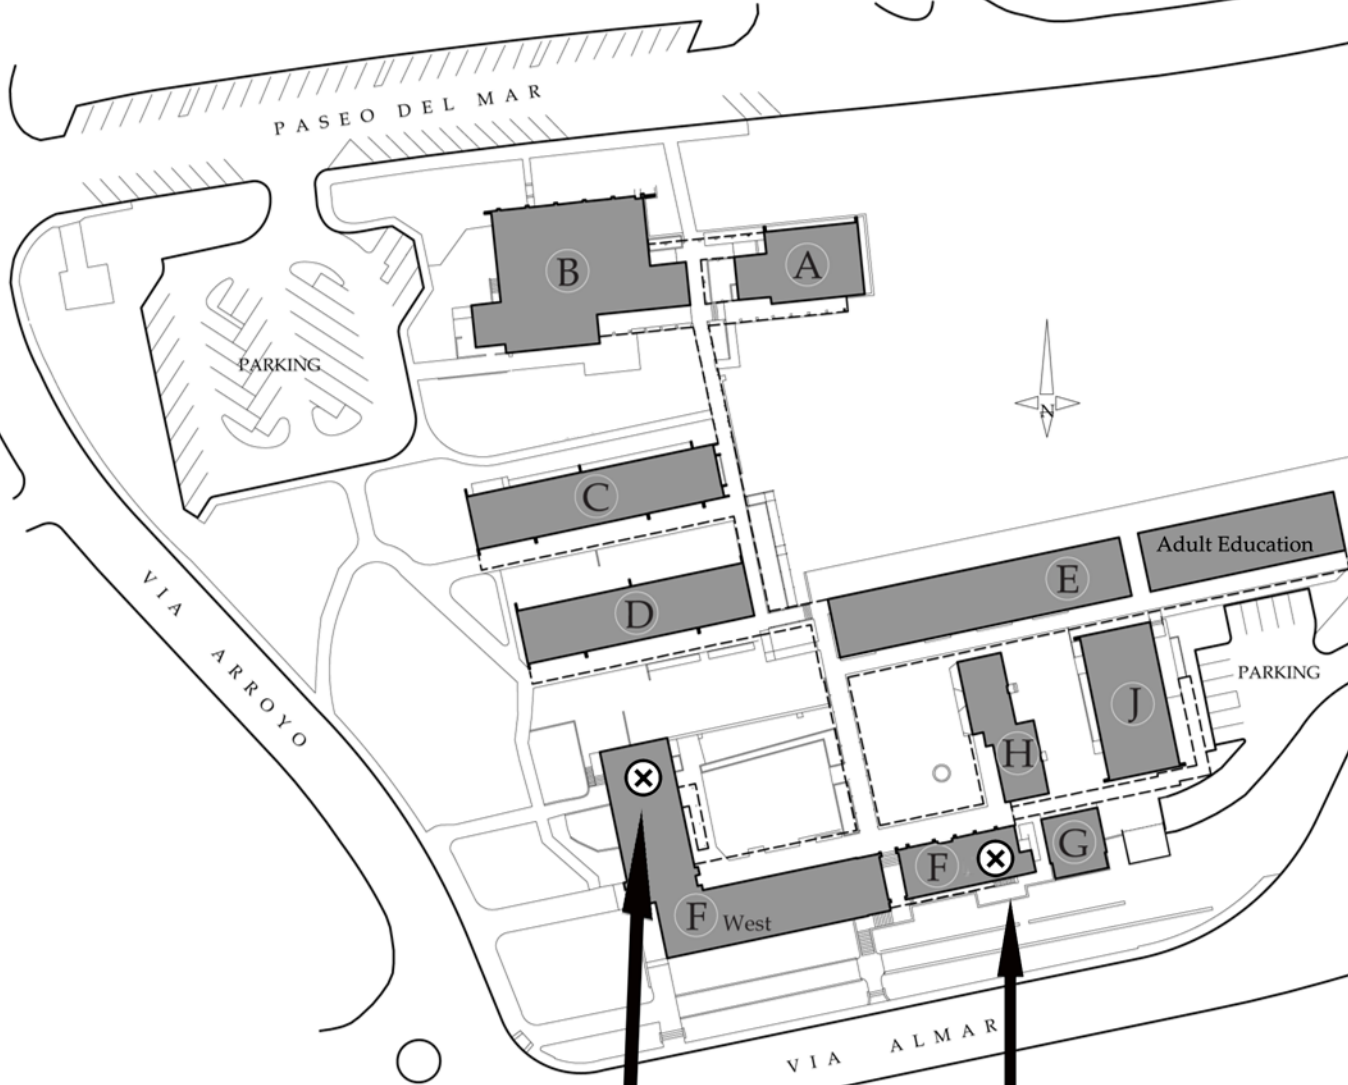 PASEO DEL MAR
B
A
PARKING
N
C
Adult Education
E
D
VIA ARROYO
PARKING
J
H
G
F
F West
VIA ALMAR